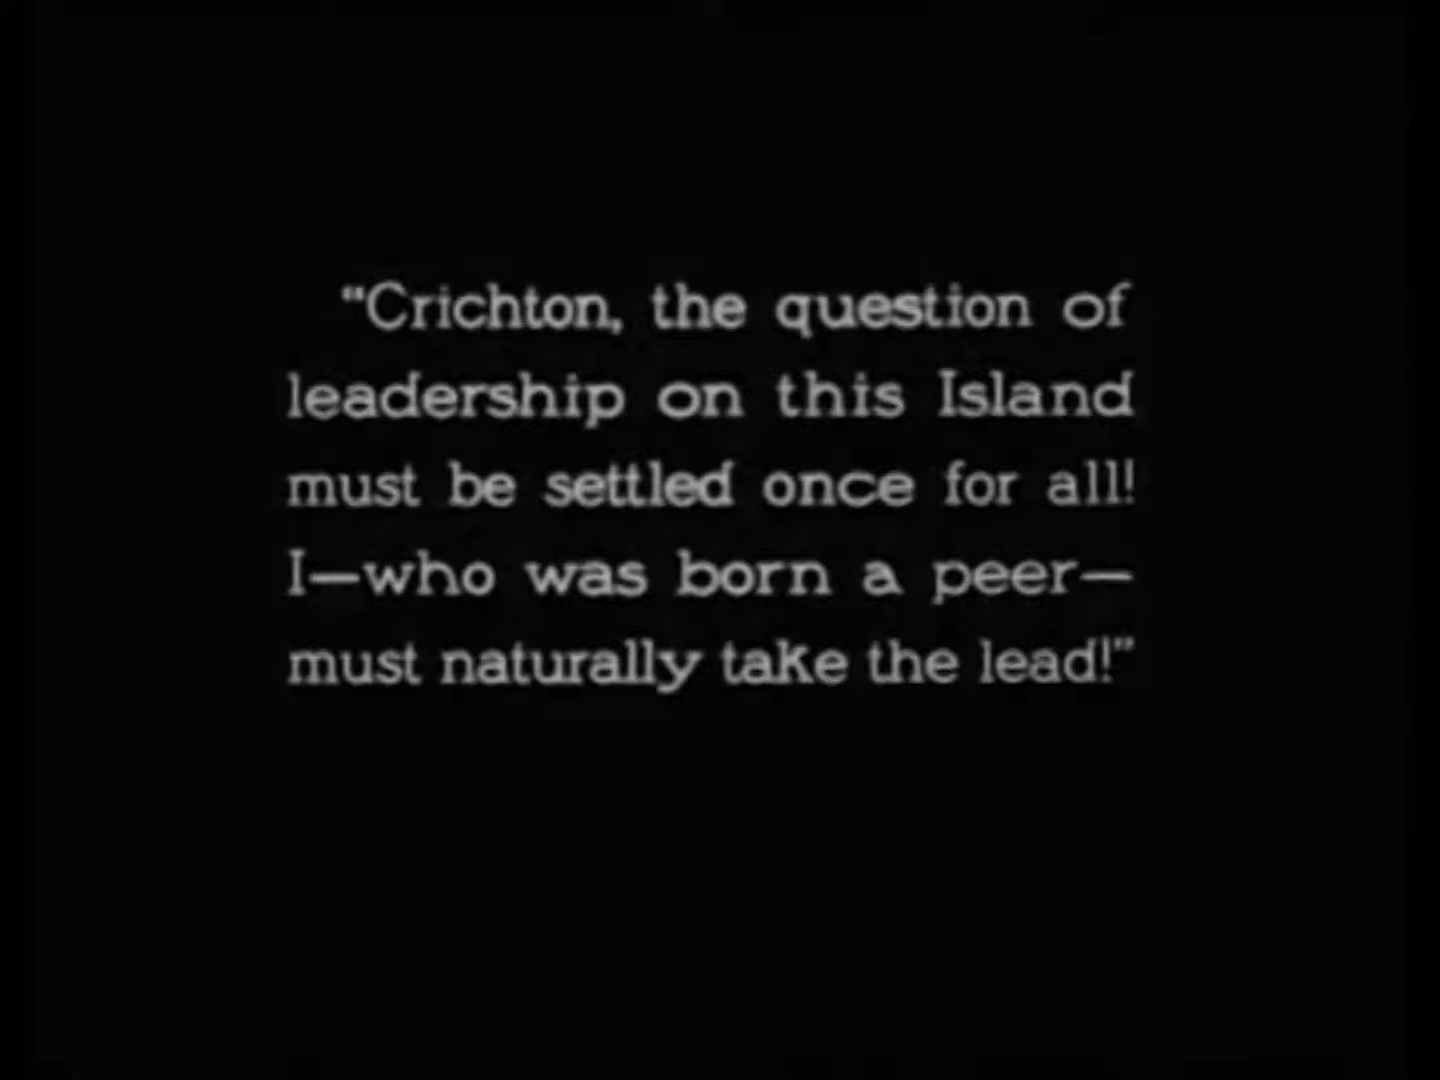 “Crichton, the question of
leadership on this Island
must be settled once for all!
I—who was born a peer—
must naturally take the lead!”